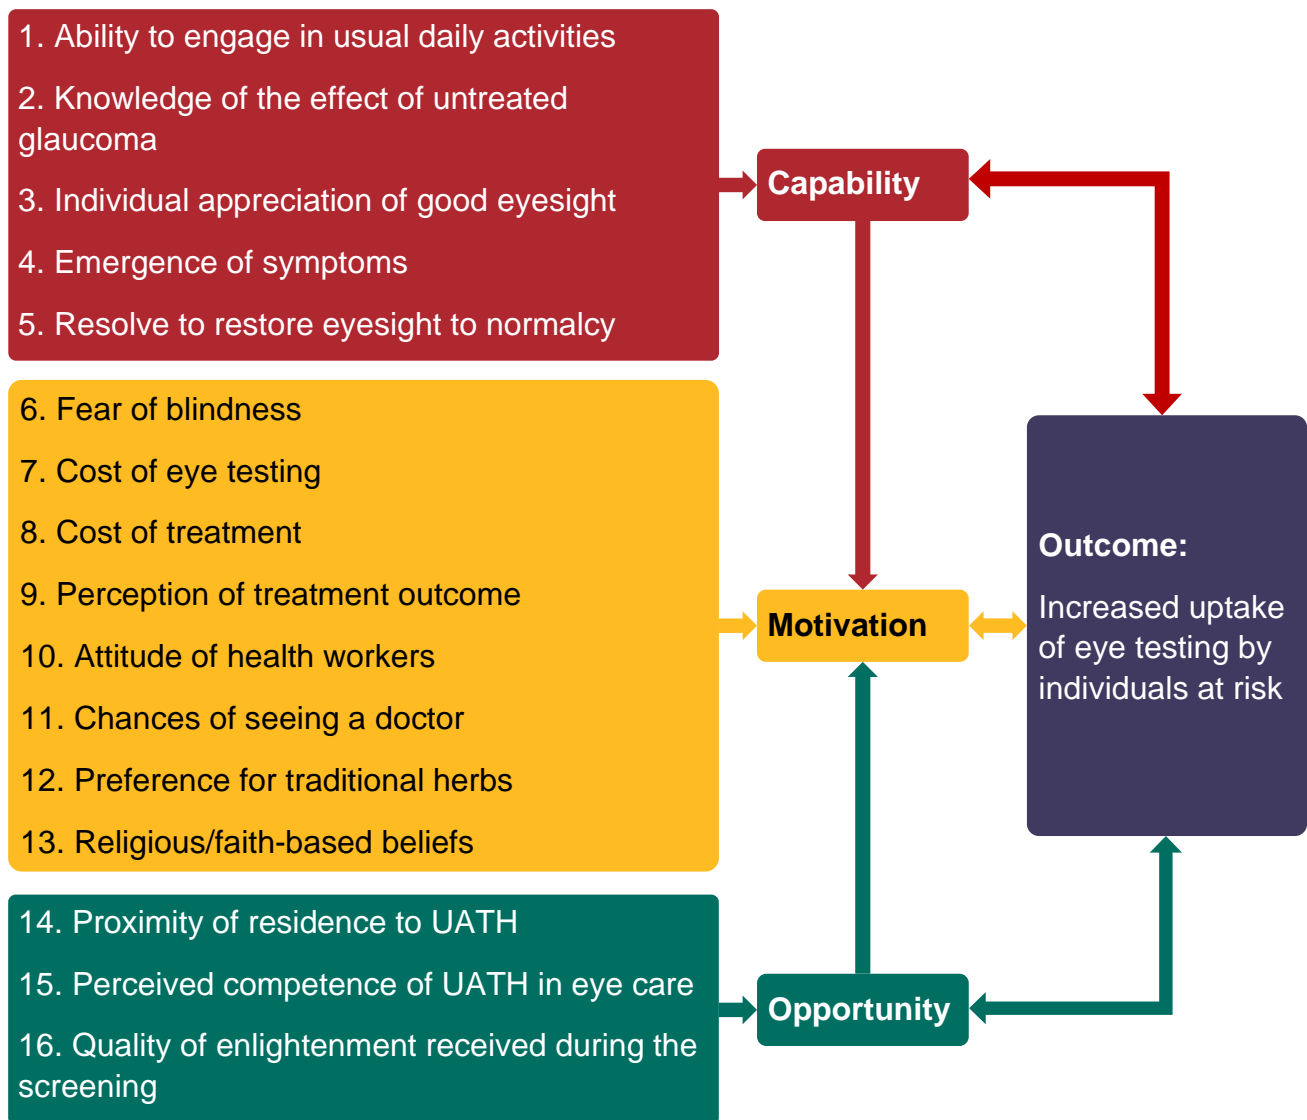 1. Ability to engage in usual daily activities
2. Knowledge of the effect of untreated
glaucoma
3. Individual appreciation of good eyesight
4. Emergence of symptoms
5. Resolve to restore eyesight to normalcy
Capability
6. Fear of blindness
7. Cost of eye testing
8. Cost of treatment
9. Perception of treatment outcome
10. Attitude of health workers
11. Chances of seeing a doctor
12. Preference for traditional herbs
13. Religious/faith-based beliefs
Motivation
Outcome:
Increased uptake
of eye testing by
individuals at risk
14. Proximity of residence to UATH
15. Perceived competence of UATH in eye care
16. Quality of enlightenment received during the
screening
Opportunity